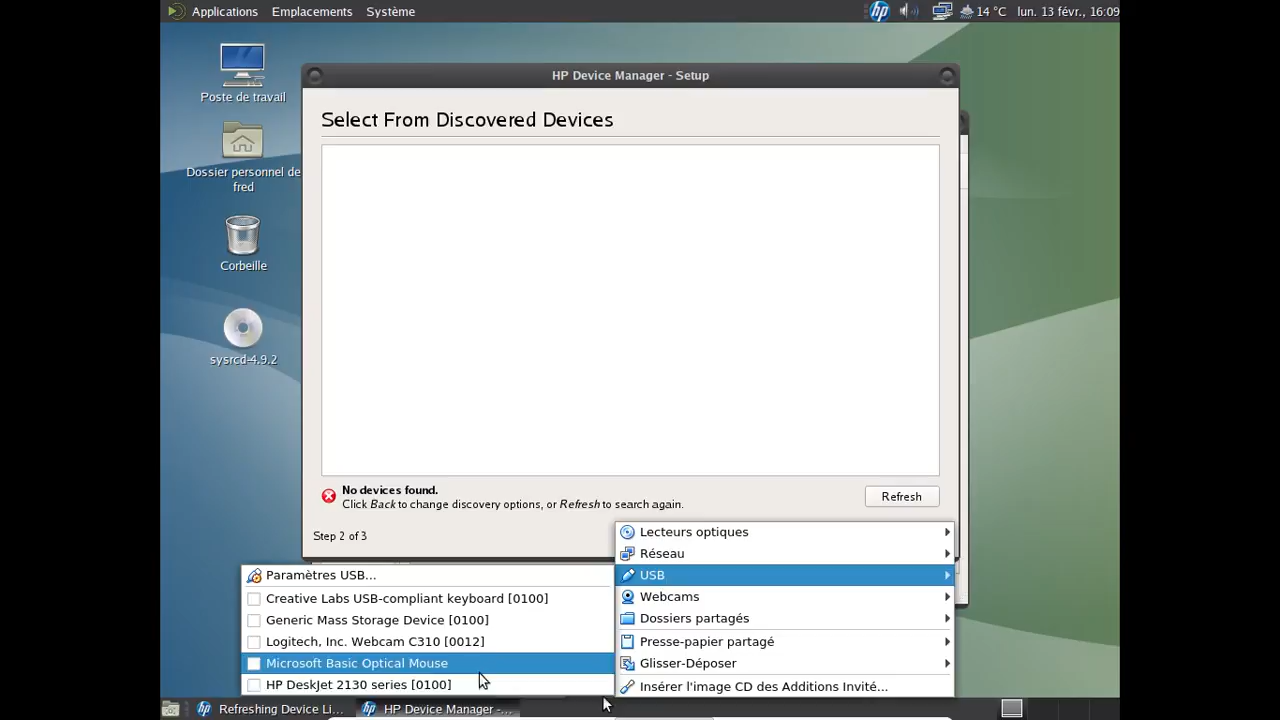 Applications Emplacements Système
hp 14 °C lun. 13 févr., 16:09
Poste de travail
Dossier personnel de
fred
Corbeille
sysrcd-4.9.2
HP Device Manager - Setup
Select From Discovered Devices
No devices found.
Click Back to change discovery options, or Refresh to search again.
Refresh
Step 2 of 3
Lecteurs optiques
Réseau
USB
Webcams
Dossiers partagés
Presse-papier partagé
Glisser-Déposer
Insérer l'image CD des Additions Invité...
Paramètres USB...
Creative Labs USB-compliant keyboard [0100]
Generic Mass Storage Device [0100]
Logitech, Inc. Webcam C310 [0012]
Microsoft Basic Optical Mouse
HP DeskJet 2130 series [0100]
hp Refreshing Device Li... hp HP Device Manager -...